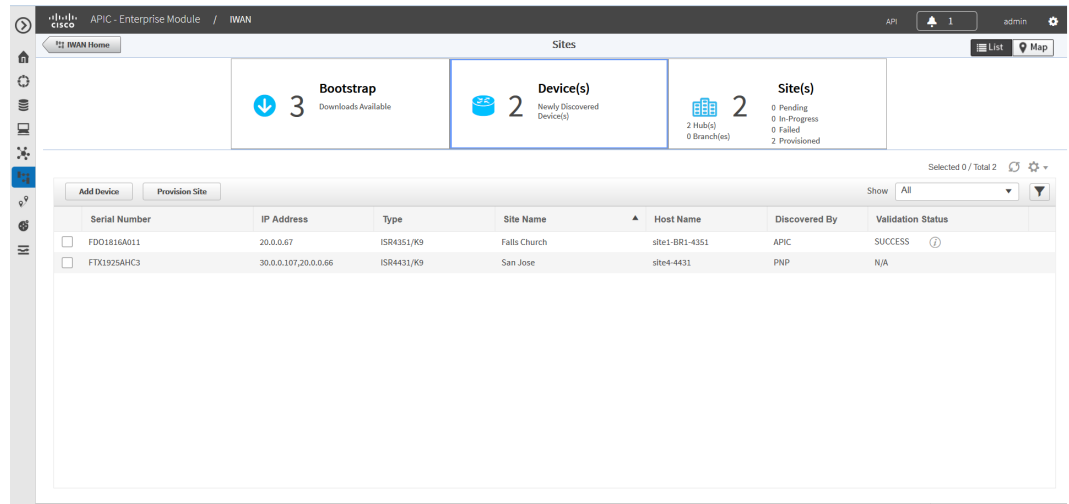 CISCO APIC - Enterprise Module / IWAN API 1 admin
IWAN Home Sites List Map
Bootstrap
3 Downloads Available
Device(s)
2 Newly Discovered
Device(s)
Site(s)
2 0 Pending
0 In-Progress
2 Hub(s) 0 Failed
0 Branch(es) 2 Provisioned
Selected 0 / Total 2
Add Device Provision Site Show All
Serial Number IP Address Type Site Name Host Name Discovered By Validation Status
FDO1816A011 20.0.0.67 ISR4351/K9 Falls Church site1-BR1-4351 APIC SUCCESS i
FTX1925AHC3 30.0.0.107,20.0.0.66 ISR4431/K9 San Jose site4-4431 PNP N/A